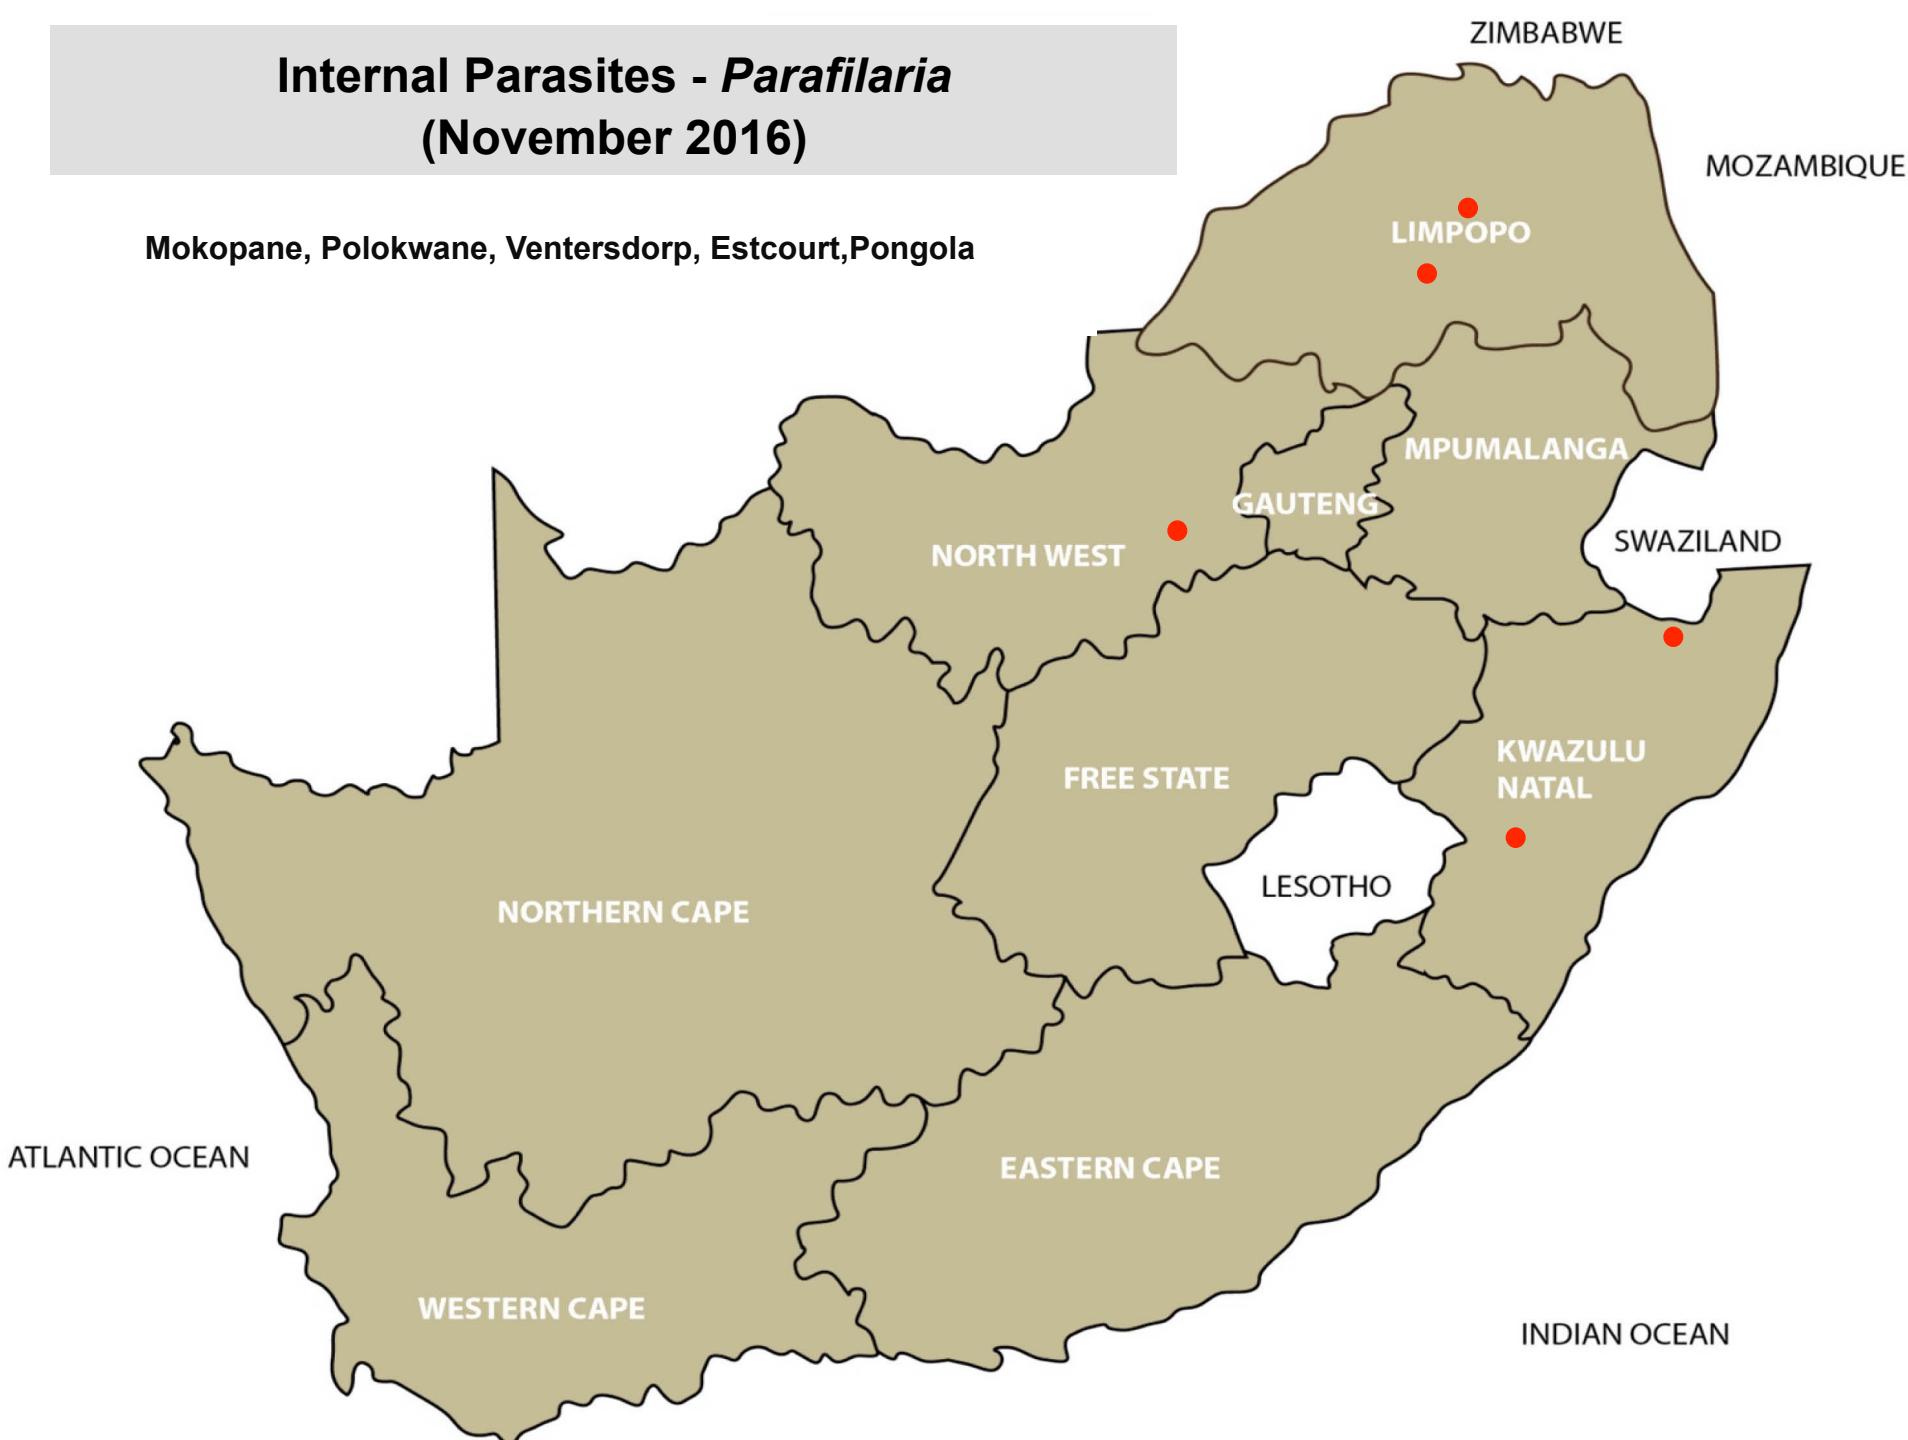 Internal Parasites - Parafilaria
(November 2016)
Mokopane, Polokwane, Ventersdorp, Estcourt,Pongola
ZIMBABWE
MOZAMBIQUE
LIMPOPO
MPUMALANGA
GAUTENG
SWAZILAND
NORTH WEST
KWAZULU
NATAL
FREE STATE
LESOTHO
NORTHERN CAPE
ATLANTIC OCEAN
EASTERN CAPE
WESTERN CAPE
INDIAN OCEAN